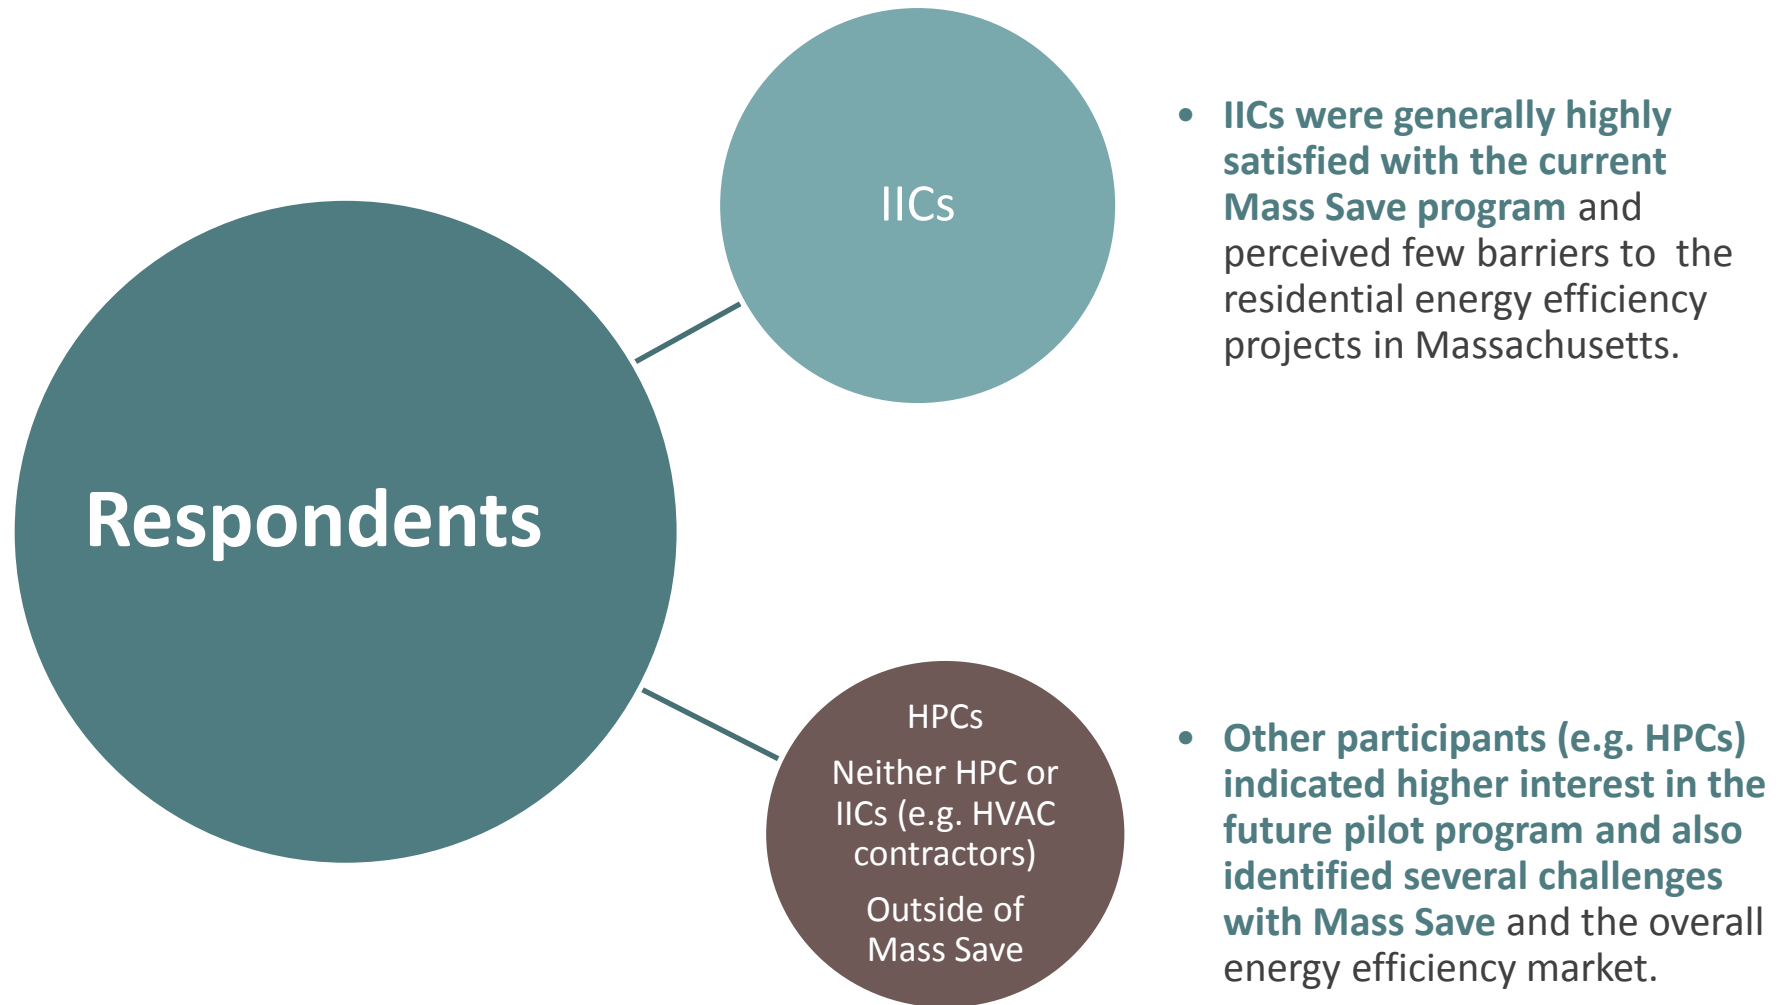 Respondents
IICs
• IICs were generally highly
satisfied with the current
Mass Save program and
perceived few barriers to  the
residential energy efficiency
projects in Massachusetts.
HPCs
Neither HPC or
IICs (e.g. HVAC
contractors)
Outside of
Mass Save
• Other participants (e.g. HPCs)
indicated higher interest in the
future pilot program and also
identified several challenges
with Mass Save and the overall
energy efficiency market.